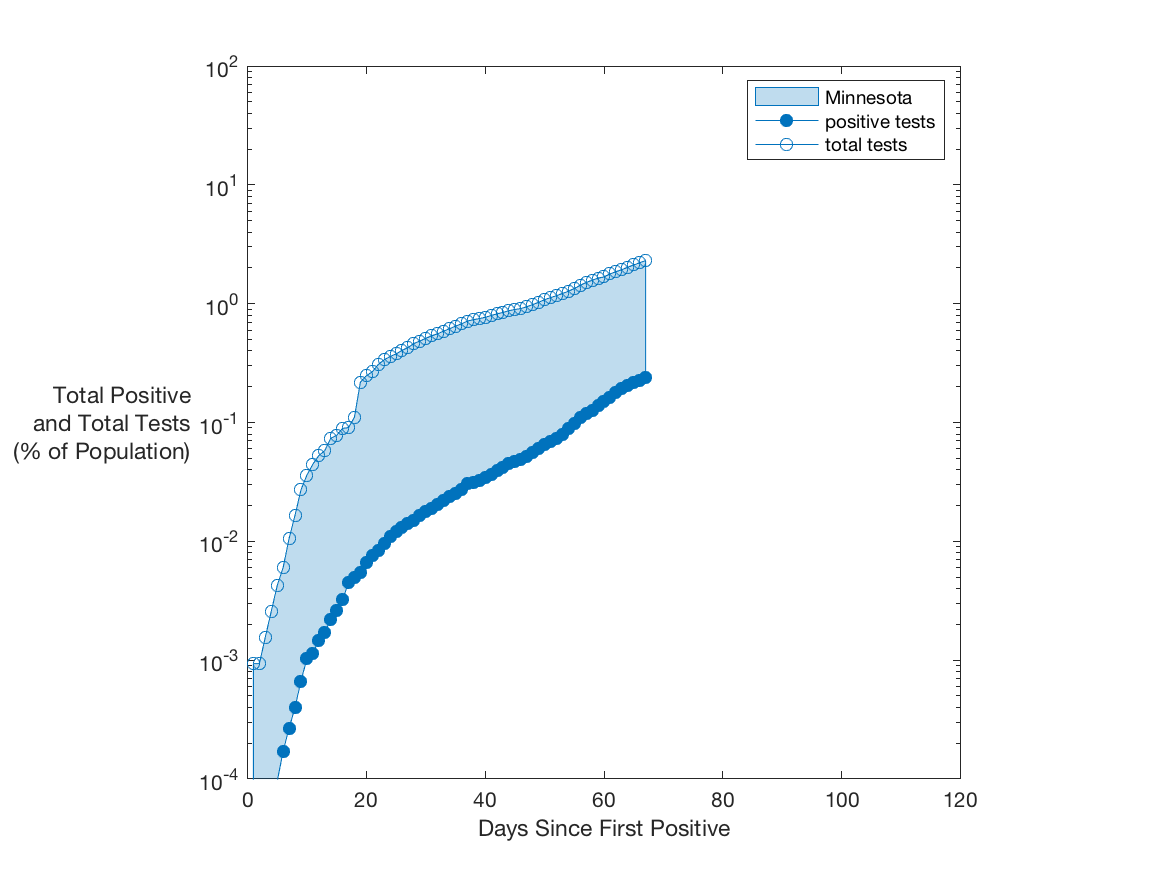 10^2
10^1
10^0
10^-1
10^-2
10^-3
10^-4
Total Positive
and Total Tests
(% of Population)
0 20 40 60 80 100 120
Days Since First Positive
Minnesota
positive tests
total tests